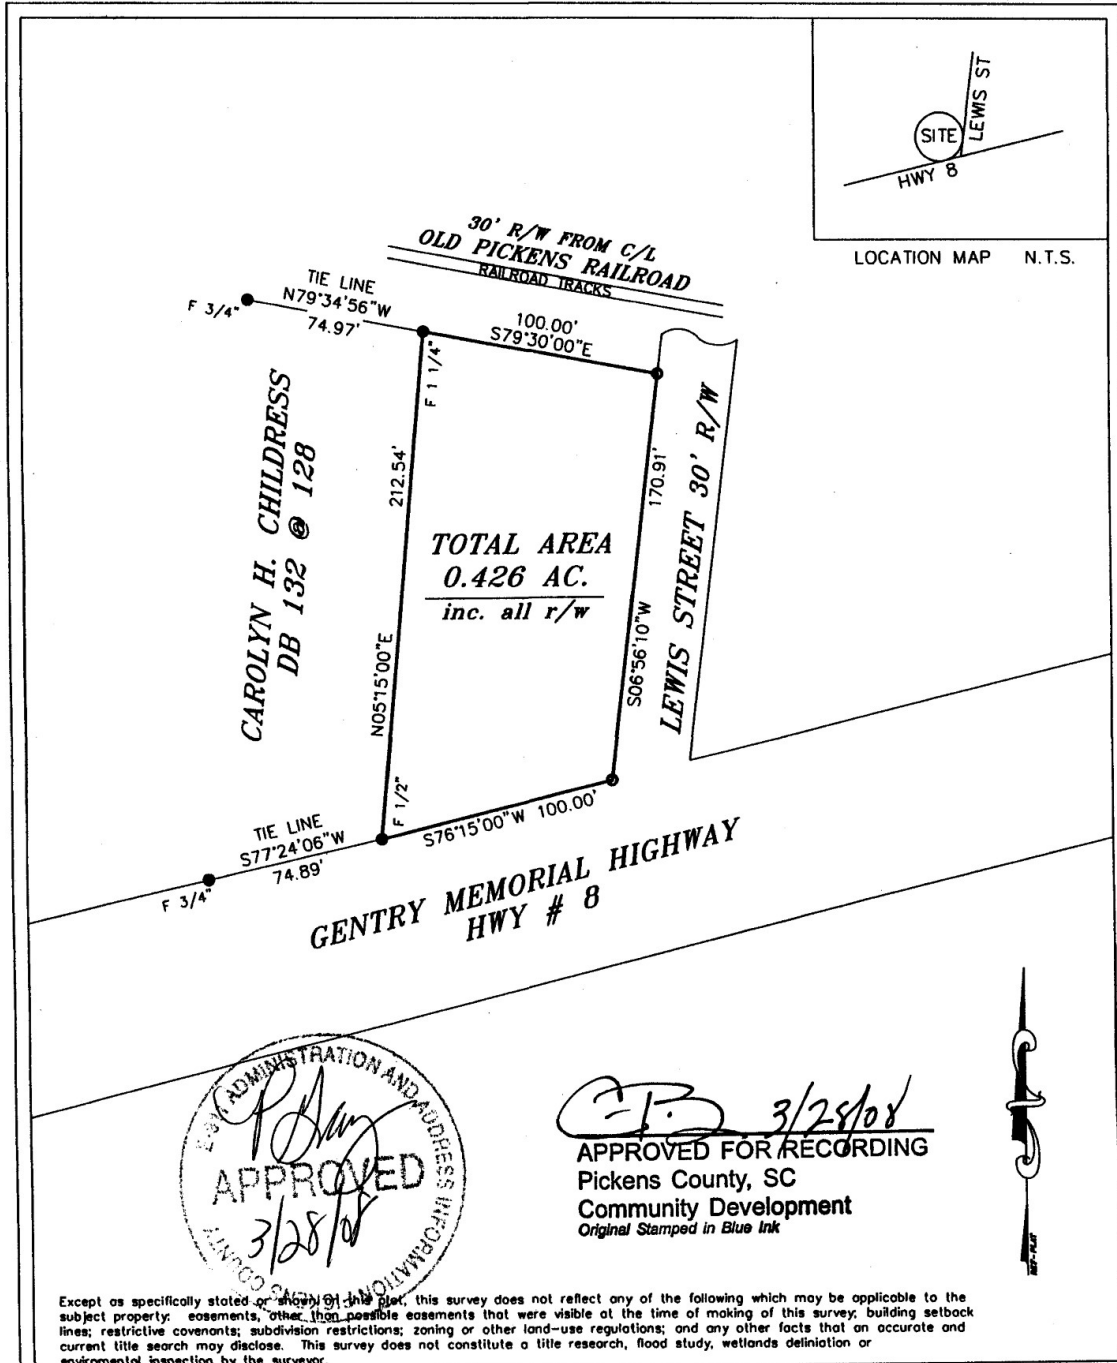 LEWIS ST
SITE
HWY 8
LOCATION MAP N.T.S.
30' R/W FROM C/L
OLD PICKENS RAILROAD
RAILROAD TRACKS
TIE LINE
N79°34'56"W
74.97'
F 3/4"
100.00'
S79°30'00"E
F 1 1/4"
CAROLYN H. CHILDRESS
DB 132 @ 128
212.54'
N05°15'00"E
TOTAL AREA
0.426 AC.
inc. all r/w
170.91'
S06°56'10"W
LEWIS STREET 30' R/W
F 1/2"
S76°15'00"W 100.00'
TIE LINE
S77°24'06"W
74.89'
F 3/4"
GENTRY MEMORIAL HIGHWAY
HWY # 8
E-911 ADMINISTRATION AND ADDRESS INFORMATION
PICKENS COUNTY
APPROVED
3/28/08
3/28/08
APPROVED FOR RECORDING
Pickens County, SC
Community Development
Original Stamped in Blue Ink
Except as specifically stated or shown on this plat, this survey does not reflect any of the following which may be applicable to the
subject property: easements, other than possible easements that were visible at the time of making of this survey; building setback
lines; restrictive covenants; subdivision restrictions; zoning or other land-use regulations; and any other facts that an accurate and
current title search may disclose. This survey does not constitute a title research, flood study, wetlands deliniation or
enviromental inspection by the surveyor.